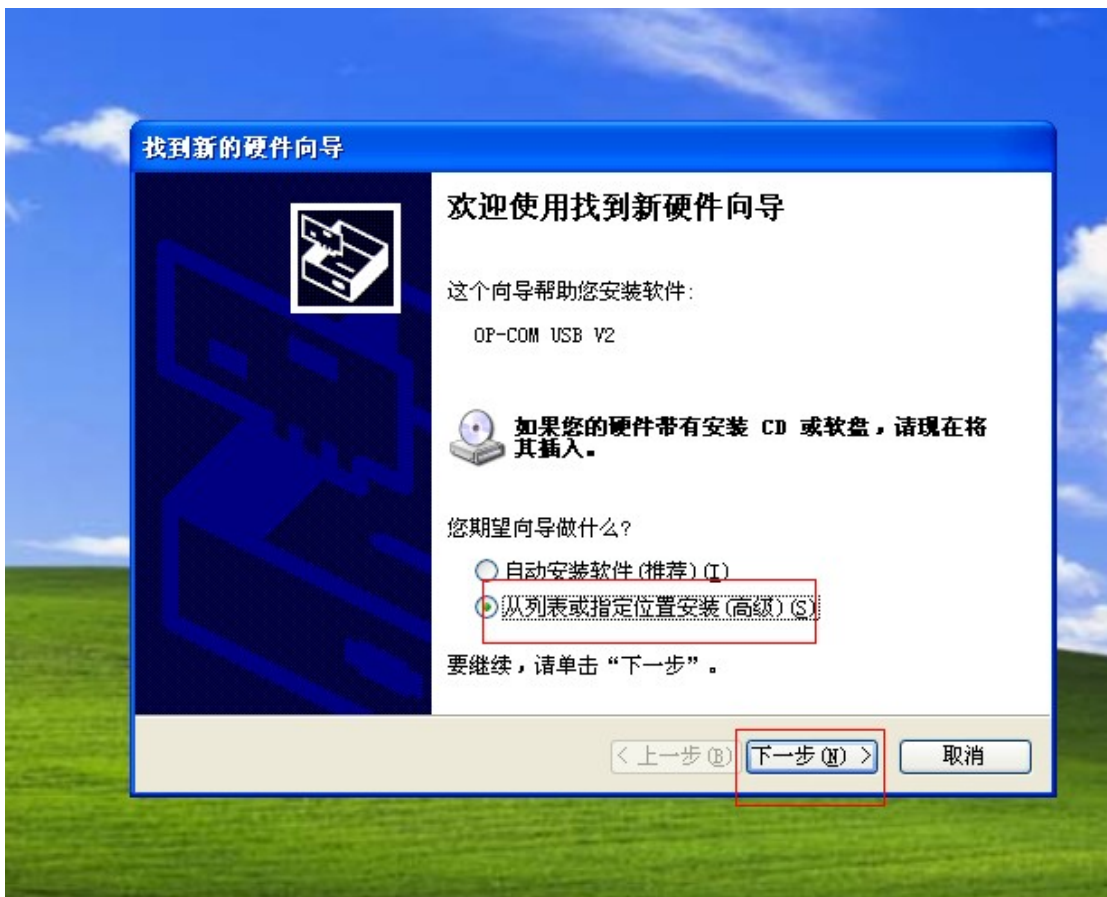 找到新的硬件向导
欢迎使用找到新硬件向导
这个向导帮助您安装软件:
OP-COM USB V2
如果您的硬件带有安装 CD 或软盘，请现在将
其插入。
您期望向导做什么?
自动安装软件(推荐)(I)
从列表或指定位置安装(高级)(S)
要继续，请单击“下一步”。
< 上一步(B) 下一步(N) > 取消